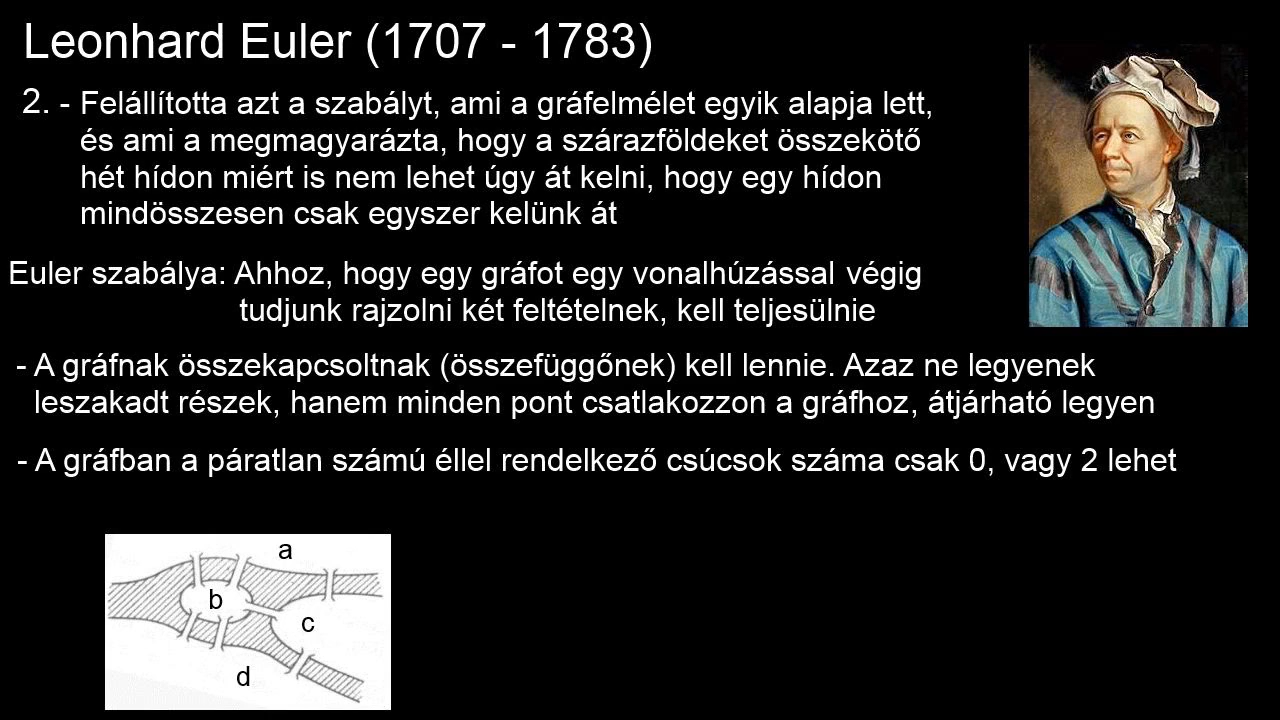 Leonhard Euler (1707 - 1783)
2. - Felállította azt a szabályt, ami a gráfelmélet egyik alapja lett,
és ami a megmagyarázta, hogy a szárazföldeket összekötő
hét hídon miért is nem lehet úgy át kelni, hogy egy hídon
mindösszesen csak egyszer kelünk át
Euler szabálya: Ahhoz, hogy egy gráfot egy vonalhúzással végig
tudjunk rajzolni két feltételnek, kell teljesülnie
- A gráfnak összekapcsoltnak (összefüggőnek) kell lennie. Azaz ne legyenek
leszakadt részek, hanem minden pont csatlakozzon a gráfhoz, átjárható legyen
- A gráfban a páratlan számú éllel rendelkező csúcsok száma csak 0, vagy 2 lehet
a
b
c
d